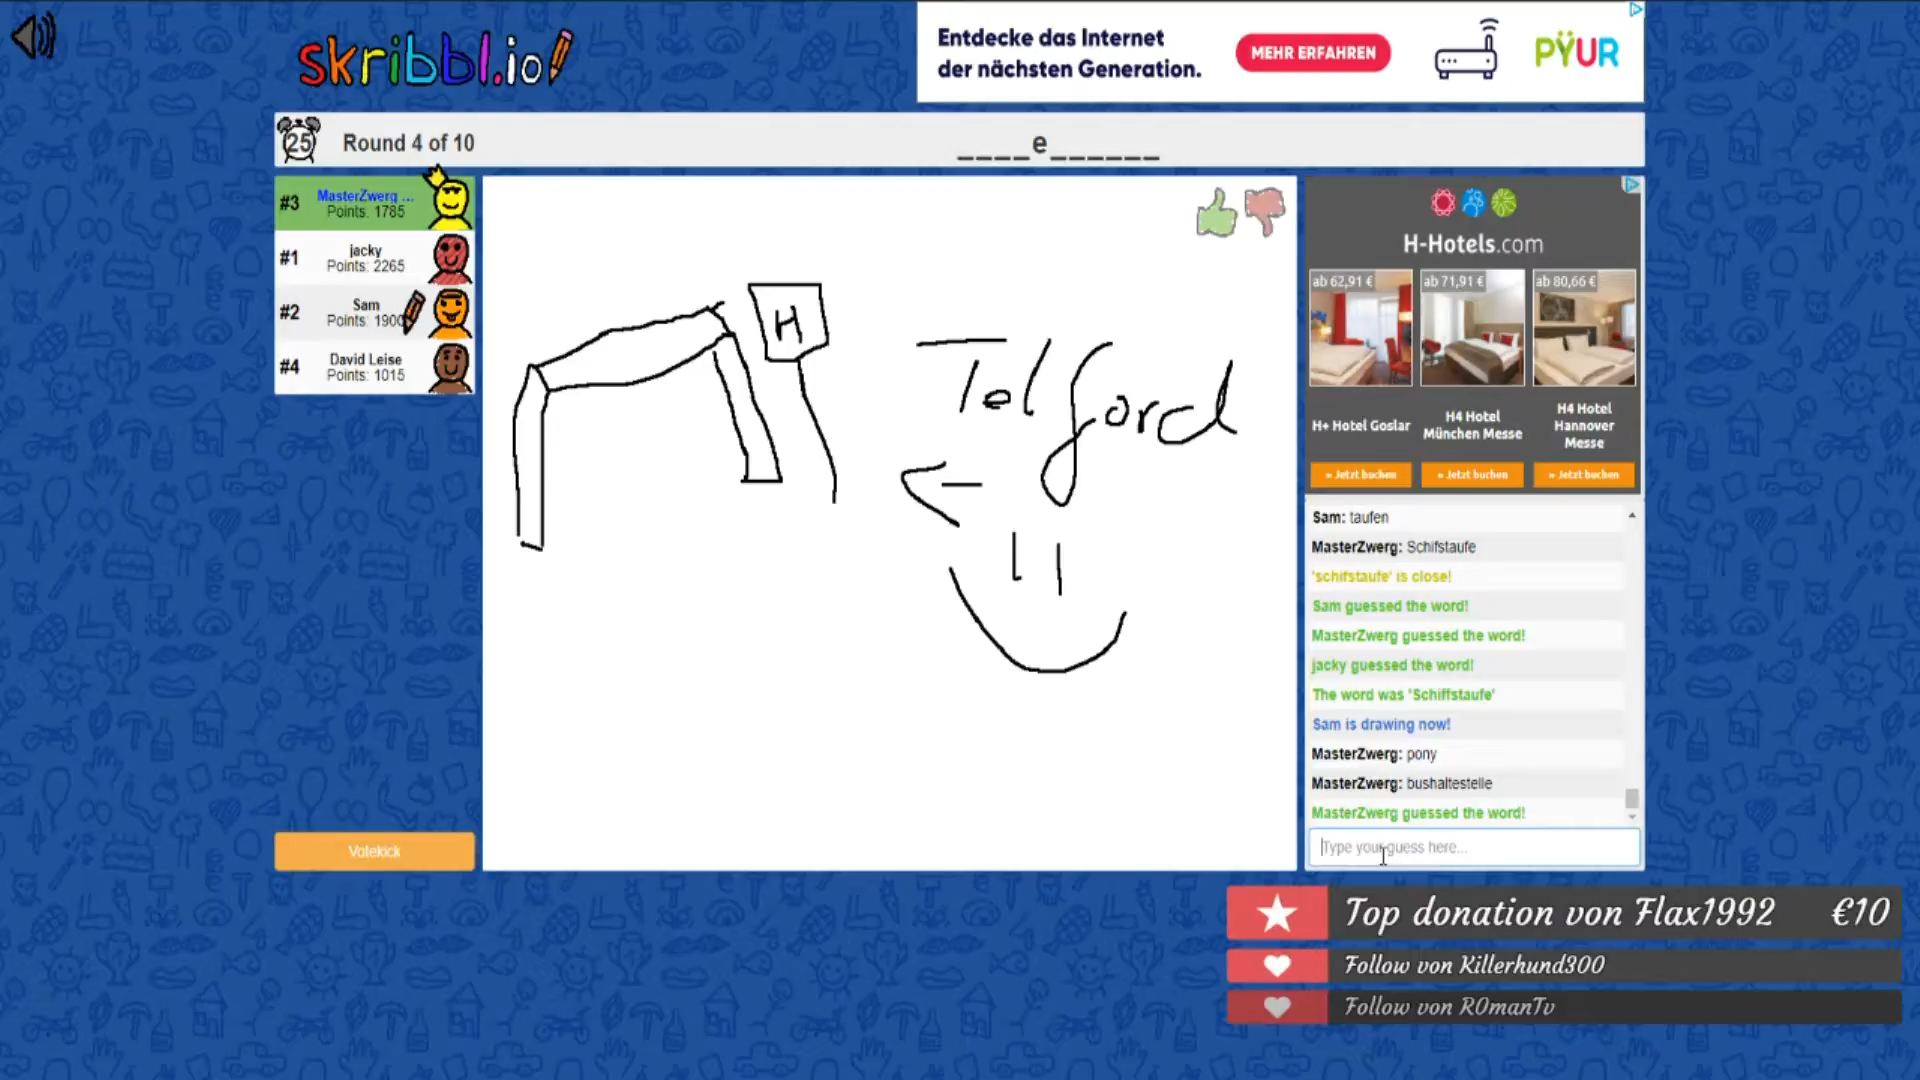 skribbl.io
Entdecke das Internet
der nächsten Generation.
MEHR ERFAHREN
PŸUR
25
Round 4 of 10
____e______
#3
MasterZwerg ...
Points: 1785
#1
jacky
Points: 2265
#2
Sam
Points: 1900
#4
David Leise
Points: 1015
Votekick
H
Telford
H-Hotels.com
ab 62,91 €
ab 71,91 €
ab 80,66 €
H+ Hotel Goslar
H4 Hotel
München Messe
H4 Hotel
Hannover
Messe
» Jetzt buchen
» Jetzt buchen
» Jetzt buchen
Sam: taufen
MasterZwerg: Schifstaufe
'schifstaufe' is close!
Sam guessed the word!
MasterZwerg guessed the word!
jacky guessed the word!
The word was 'Schiffstaufe'
Sam is drawing now!
MasterZwerg: pony
MasterZwerg: bushaltestelle
MasterZwerg guessed the word!
Type your guess here...
Top donation von Flax1992 €10
Follow von Killerhund300
Follow von R0manTv